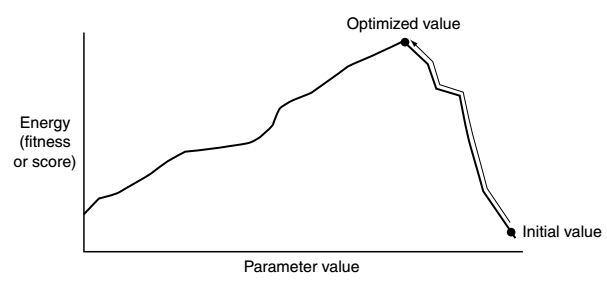 Optimized value
Energy
(fitness
or score)
Initial value
Parameter value